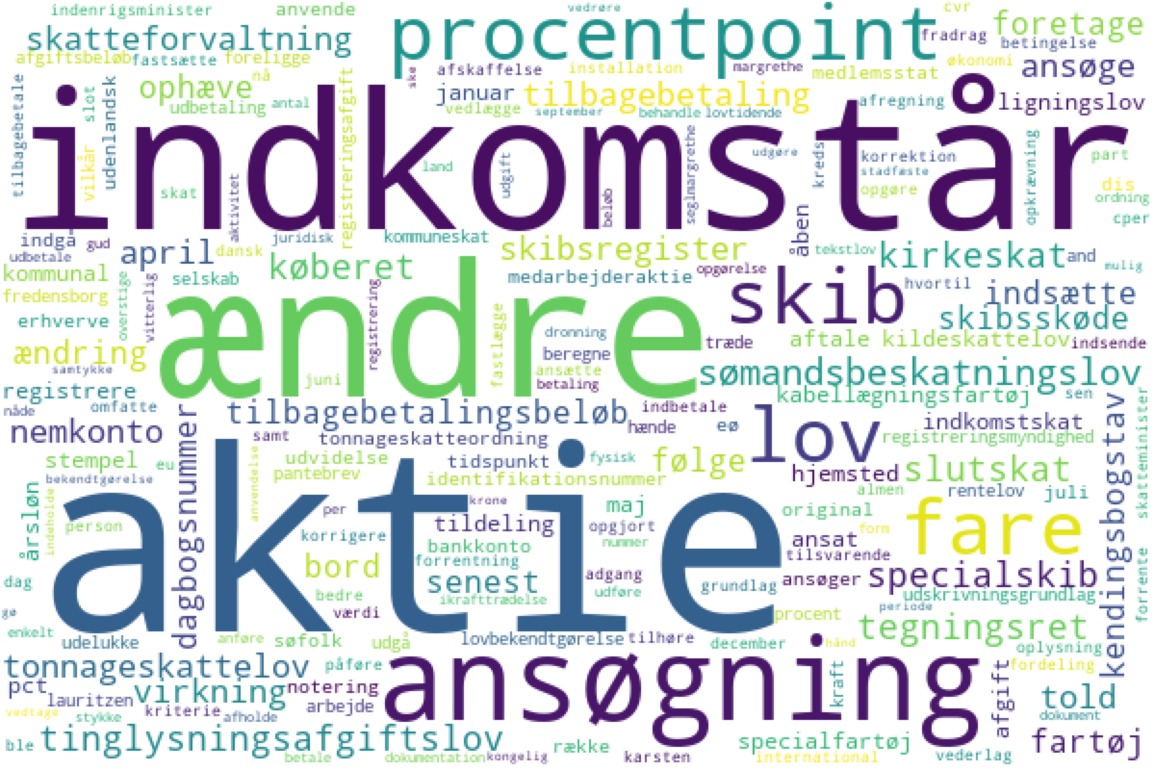 indenrigsminister
anvende
vedrøre
cvr
foretage
procentpoint
skatteforvaltning
fradrag
betingelse
afgiftsbeløb
fastsætte
foreligge
nå
ske
afskaffelse
installation
margrethe
medlemsstat
økonomi
ansøge
ophæve
januar
tilbagebetaling
afregning
ligningslov
udbetaling
antal
vedlægge
september
behandle
lovtidende
tilbagebetale
vilkår
slot
udenlandsk
registreringsafgift
indkomstår
land
udgift
beløb
seglmargrethe
udgøre
kreds
korrektion
stadfæste
opgøre
opkrævning
part
dis
ordning
cper
skat
aktivitet
indgå
gud
udbetale
april
dansk
juridisk
kommuneskat
skibsregister
åben
tekstlov
kirkeskat
and
mulig
kommunal
selskab
køberet
medarbejderaktie
opgørelse
skib
hvortil
indsætte
fredensborg
overstige
vitterlig
registrering
ændre
erhverve
skibsskøde
ændring
dronning
fastlægge
beregne
træde
aftale
kildeskattelov
indsende
samtykke
juni
ansætte
betaling
sømandsbeskatningslov
registrere
nåde
omfatte
tilbagebetalingsbeløb
indbetale
kabellægningsfartøj
sen
nemkonto
dagbogsnummer
samt
tonnageskatteordning
hænde
eø
lov
indkomstskat
registreringsmyndighed
kendingsbogstav
skatteminister
stempel
eu
udvidelse
tidspunkt
fysisk
følge
hjemsted
slutskat
bekendtgørelse
pantebrev
identifikationsnummer
almen
rentelov
juli
årsløn
indeholde
person
anvendelse
aktie
per
krone
maj
original
fare
korrigere
tildeling
opgjort
nummer
ansat
form
bankkonto
tilsvarende
dag
bord
forrentning
adgang
grundlag
ansøger
specialskib
gø
bedre
senest
ikrafttrædelse
udføre
udskrivningsgrundlag
forrente
værdi
procent
periode
enkelt
udelukke
anføre
søfolk
udgå
lovbekendtgørelse
tilhøre
december
hånd
tegningsret
oplysning
tonnageskattelov
påføre
ansøgning
kraft
afgift
fordeling
pct
lauritzen
virkning
notering
told
vedtage
stykke
kriterie
afholde
arbejde
dokument
ble
tinglysningsafgiftslov
række
specialfartøj
vederlag
fartøj
betale
dokumentation
kongelig
karsten
international